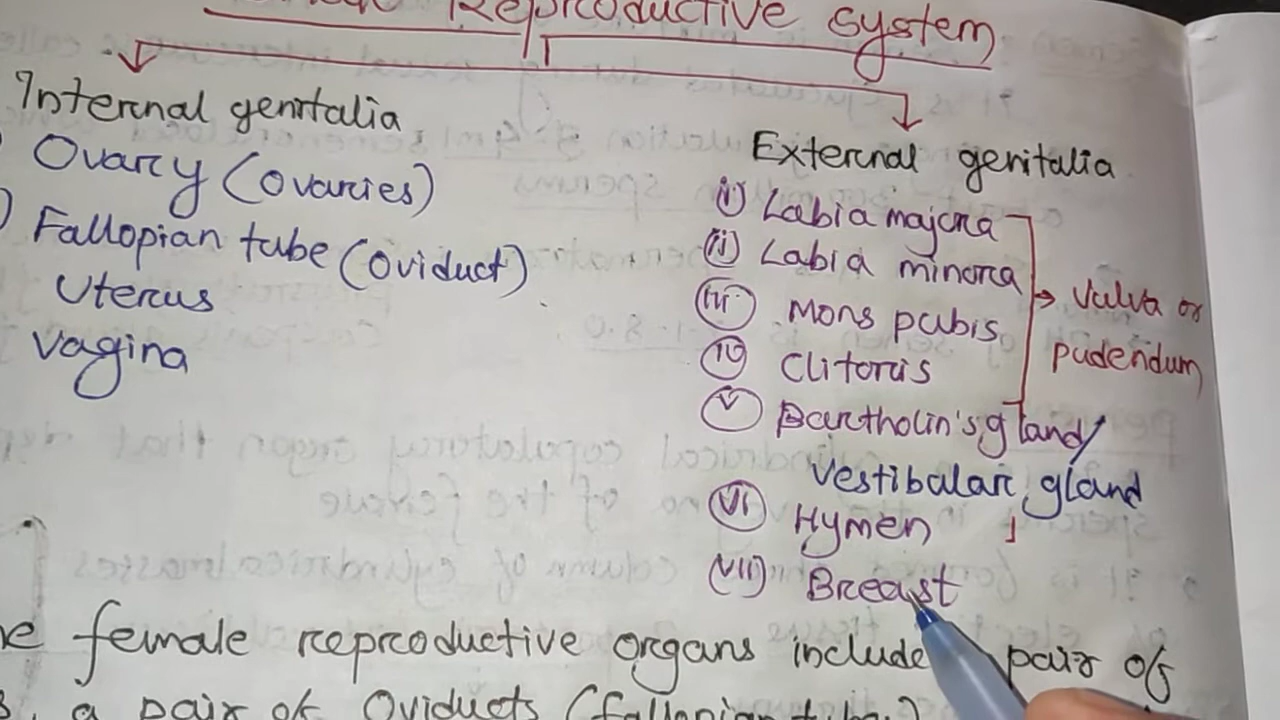 Reproductive system
Internal genitalia
Ovary (Ovaries)
Fallopian tube (Oviduct)
Uterus
Vagina
External genitalia
(i) Labia majora
(ii) Labia minora
(iii) Mons pubis
(iv) Clitoris
(v) Bartholin's gland/
Vestibular gland
(vi) Hymen
(vii) Breast
Vulva or
pudendum
female reproductive organs include pair of
a pair of Oviducts (fallopian tube)